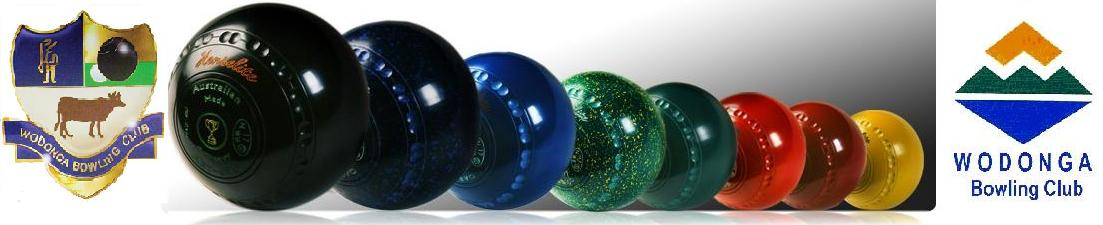 WODONGA BOWLING CLUB
Henselite
Australian
Made
WODONGA
Bowling Club